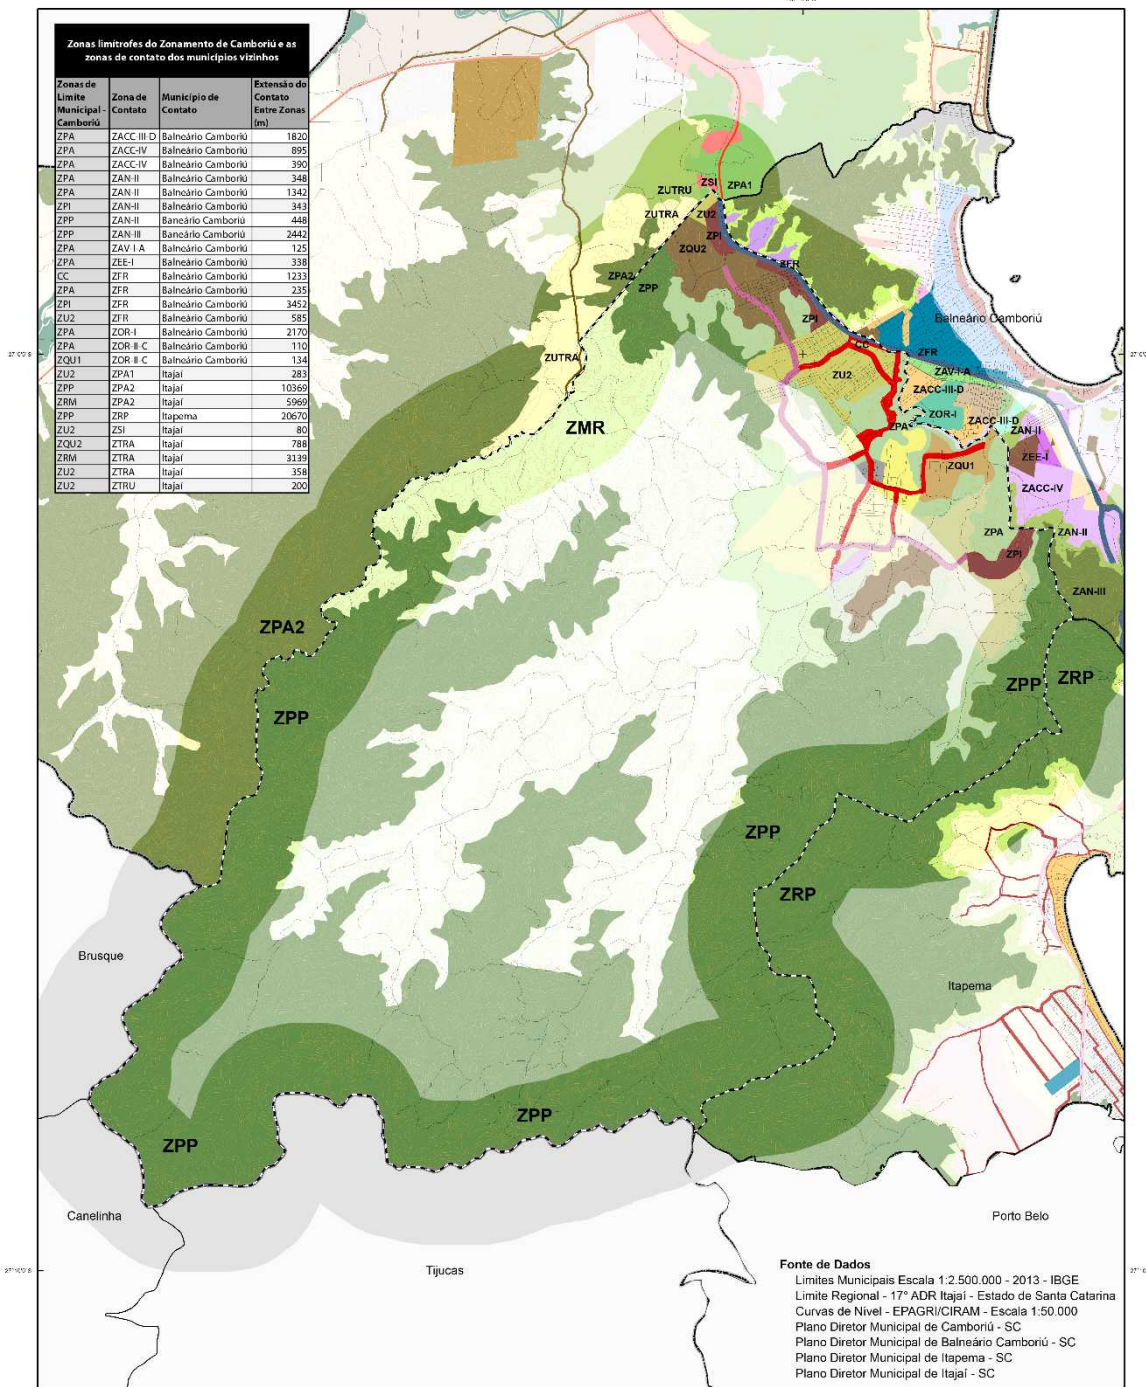 Zonas limítrofes do Zonamento de Camboriú e as
zonas de contato dos municípios vizinhos
Zonas de Limite Municipal - Camboriú Zona de Contato Município de Contato Extensão do Contato Entre Zonas (m)
ZPA ZACC-III-D Balneário Camboriú 1820
ZPA ZACC-IV Balneário Camboriú 895
ZPA ZACC-IV Balneário Camboriú 390
ZPA ZAN-II Balneário Camboriú 348
ZPA ZAN-II Balneário Camboriú 1342
ZPI ZAN-II Balneário Camboriú 343
ZPP ZAN-II Baneário Camboriú 448
ZPP ZAN-III Baneário Camboriú 2442
ZPA ZAV-I-A Balneário Camboriú 125
ZPA ZEE-I Balneário Camboriú 338
CC ZFR Balneário Camboriú 1233
ZPA ZFR Balneário Camboriú 235
ZPI ZFR Balneário Camboriú 3452
ZU2 ZFR Balneário Camboriú 585
ZPA ZOR-I Balneário Camboriú 2170
ZPA ZOR-II-C Balneário Camboriú 110
ZQU1 ZOR-II-C Balneário Camboriú 134
ZU2 ZPA1 Itajaí 283
ZPP ZPA2 Itajaí 10369
ZRM ZPA2 Itajaí 5969
ZPP ZRP Itapema 20670
ZU2 ZSI Itajaí 80
ZQU2 ZTRA Itajaí 788
ZRM ZTRA Itajaí 3139
ZU2 ZTRA Itajaí 358
ZU2 ZTRU Itajaí 200
ZSI
ZPA1
ZUTRU
ZUTRA
ZU2
ZPI
ZQU2
ZFR
ZPA2
ZPP
ZPI
Balneário Camboriú
CC
ZFR
ZUTRA
ZU2
ZAV-I-A
ZACC-III-D
ZMR
ZPA
ZOR-I
ZACC-III-D
ZAN-II
ZEE-I
ZQU1
ZACC-IV
ZPA
ZAN-II
ZPI
ZAN-III
ZPA2
ZPP
ZPP
ZRP
ZPP
ZRP
Brusque
Itapema
ZPP
ZPP
Canelinha
Porto Belo
Tijucas
Fonte de Dados
Limites Municipais Escala 1:2.500.000 - 2013 - IBGE
Limite Regional - 17° ADR Itajaí - Estado de Santa Catarina
Curvas de Nível - EPAGRI/CIRAM - Escala 1:50.000
Plano Diretor Municipal de Camboriú - SC
Plano Diretor Municipal de Balneário Camboriú - SC
Plano Diretor Municipal de Itapema - SC
Plano Diretor Municipal de Itajaí - SC